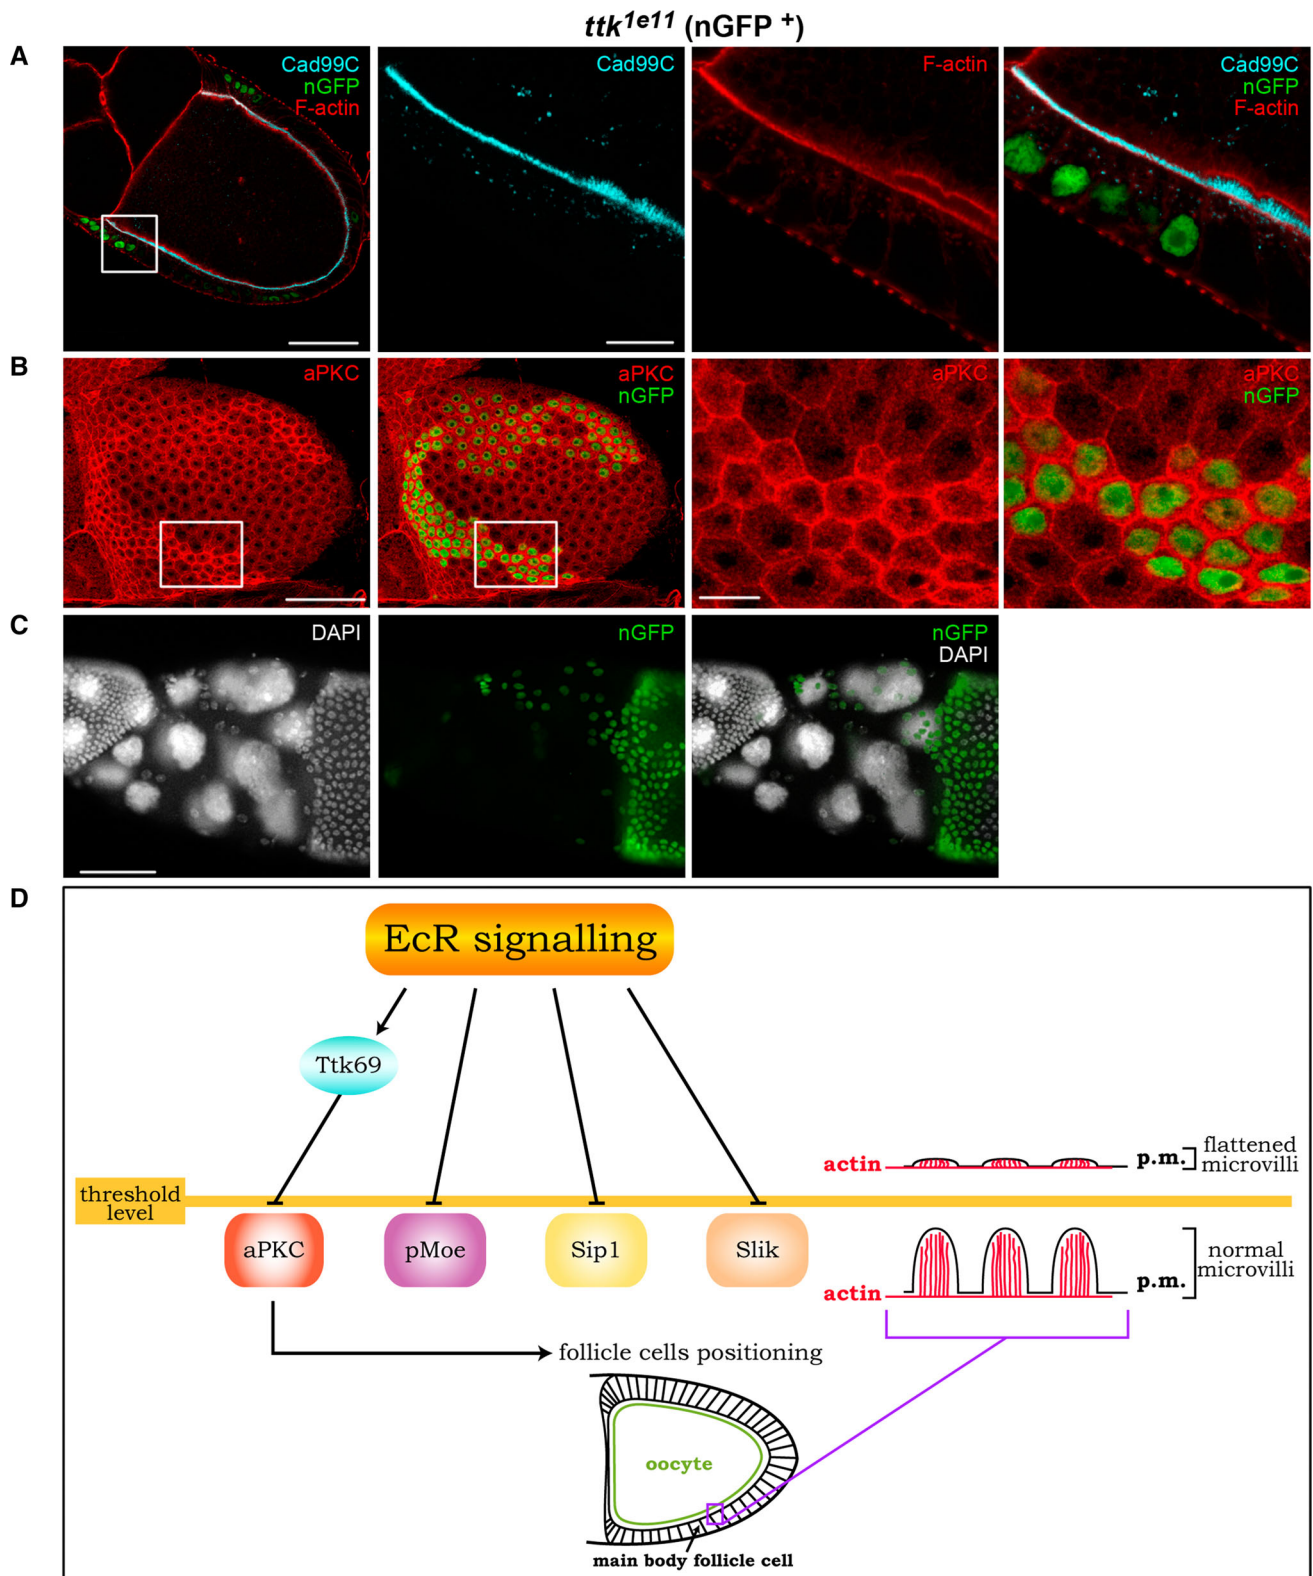 ttk1e11 (nGFP +)
A
Cad99C
nGFP
F-actin
Cad99C
F-actin
Cad99C
nGFP
F-actin
B
aPKC
aPKC
nGFP
aPKC
aPKC
nGFP
C
DAPI
nGFP
nGFP
DAPI
D
EcR signalling
Ttk69
actin
p.m.
flattened
microvilli
threshold
level
aPKC
pMoe
Sip1
Slik
actin
p.m.
normal
microvilli
follicle cells positioning
oocyte
main body follicle cell